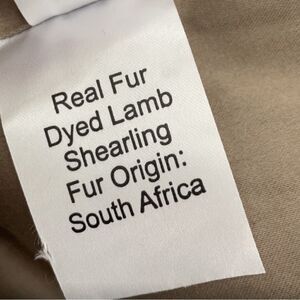 Real Fur
Dyed Lamb
Shearling
Fur Origin:
South Africa